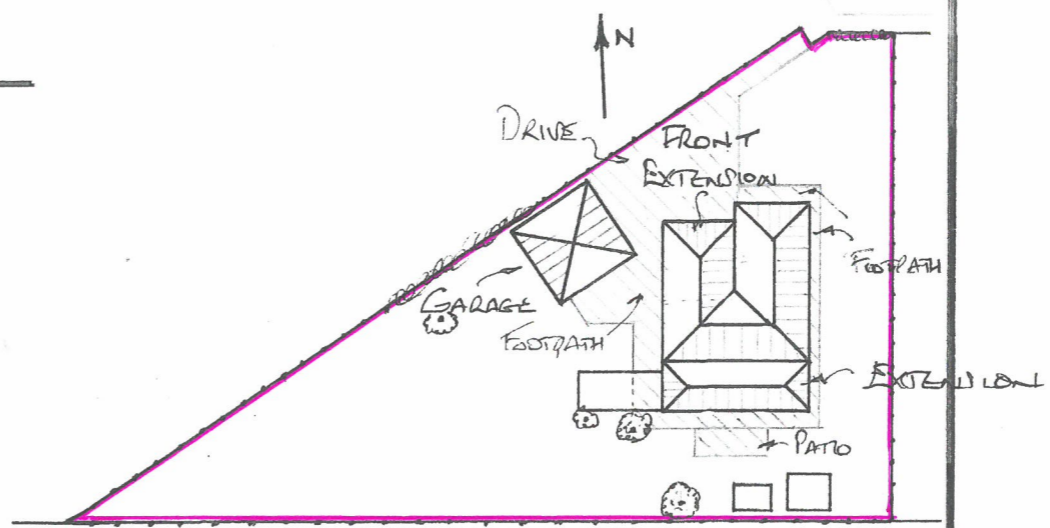 N
DRIVE
FRONT
EXTENSION
FOOTPATH
GARAGE
FOOTPATH
EXTENSION
PATIO